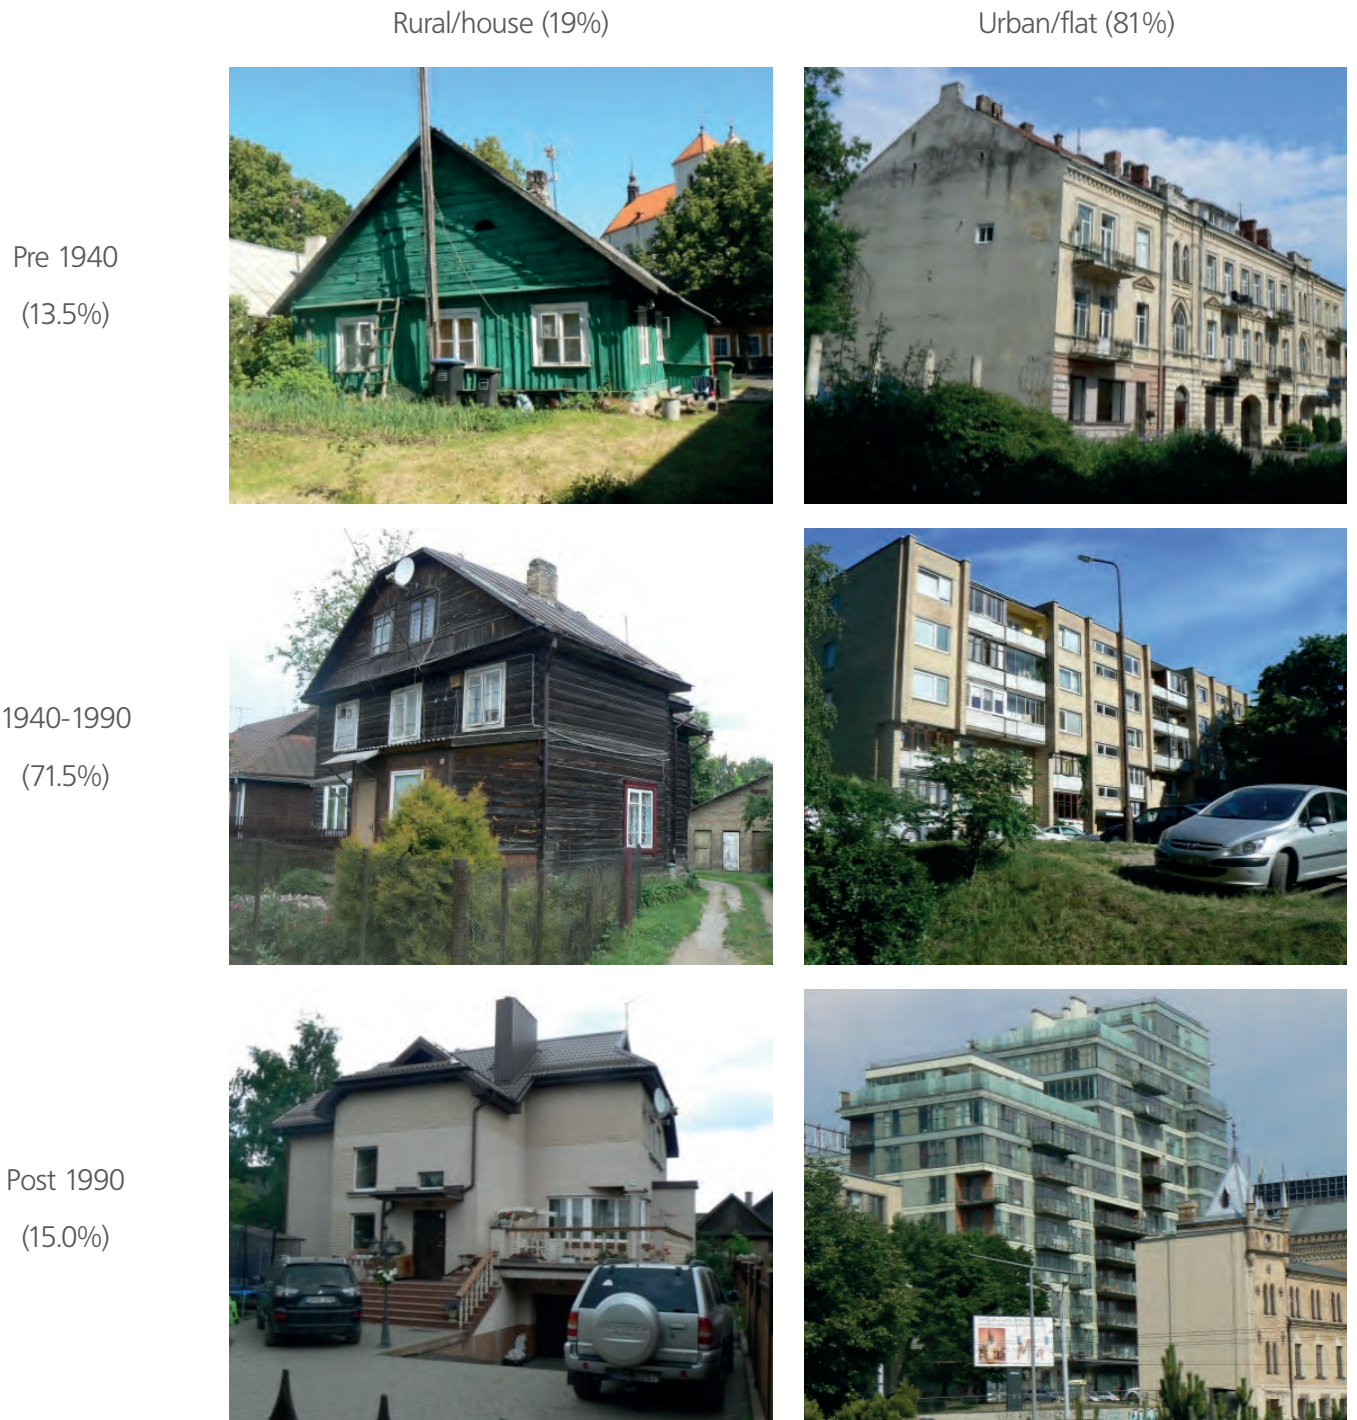 Rural/house (19%)
Urban/flat (81%)
Pre 1940
(13.5%)
1940-1990
(71.5%)
Post 1990
(15.0%)